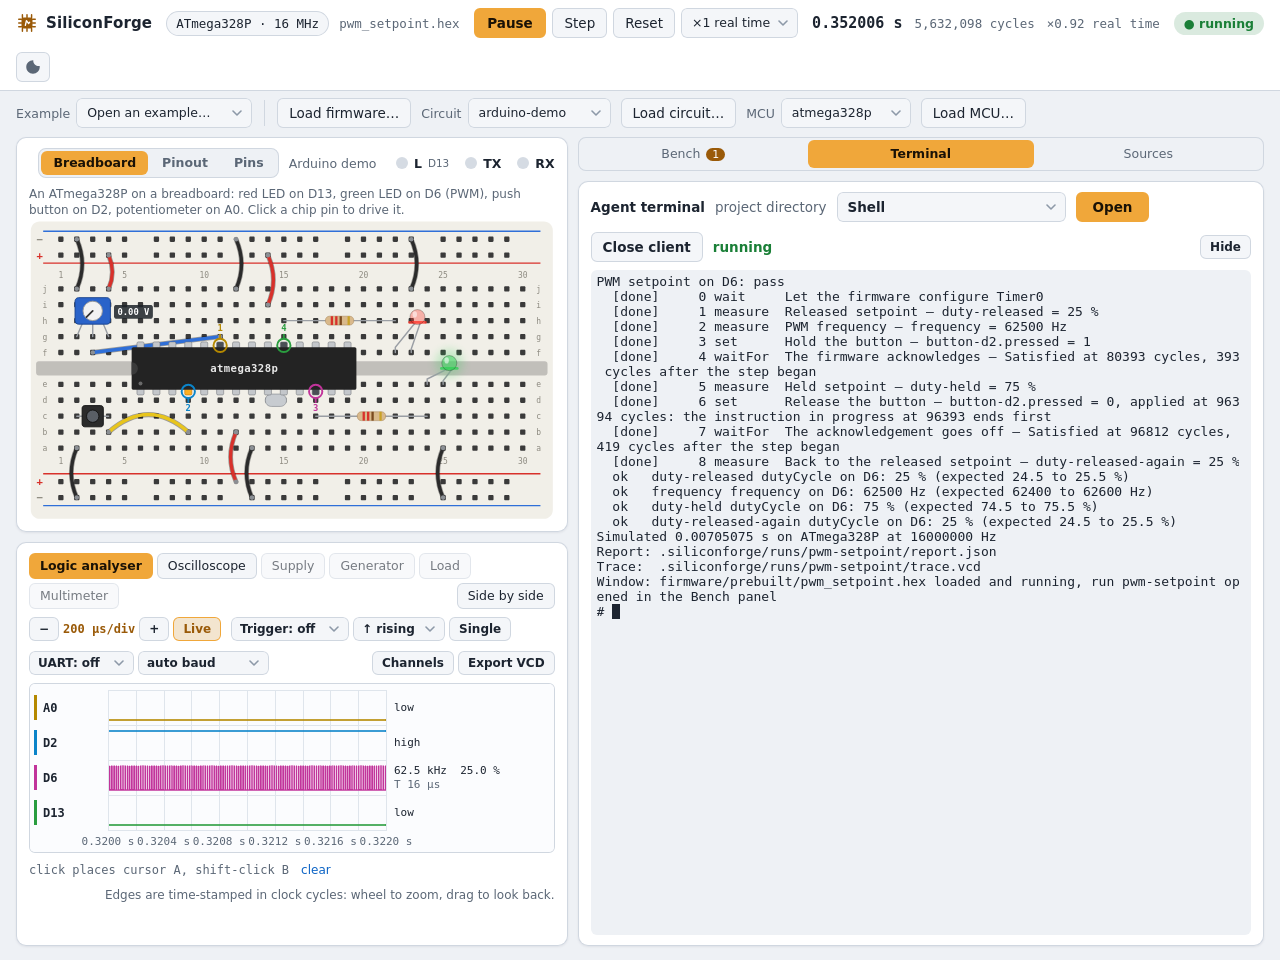 SiliconForge
ATmega328P · 16 MHz
pwm_setpoint.hex
Pause
Step
Reset
×1 real time
0.352006 s
5,632,098 cycles
×0.92 real time
● running
Example
Open an example...
Load firmware...
Circuit
arduino-demo
Load circuit...
MCU
atmega328p
Load MCU...
Breadboard
Pinout
Pins
Arduino demo
L D13
TX
RX
An ATmega328P on a breadboard: red LED on D13, green LED on D6 (PWM), push
button on D2, potentiometer on A0. Click a chip pin to drive it.
− 
+
1 5 10 15 20 25 30
j j
i i
0.00 V
h h
1 4
g g
f f
atmega328p
e e
d d
2 3
c c
b b
a a
1 5 10 15 20 25 30
+
−
Logic analyser
Oscilloscope
Supply
Generator
Load
Multimeter
Side by side
−
200 µs/div
+
Live
Trigger: off
↑ rising
Single
UART: off
auto baud
Channels
Export VCD
A0 low
D2 high
D6 62.5 kHz 25.0 %
T 16 µs
D13 low
0.3200 s 0.3204 s 0.3208 s 0.3212 s 0.3216 s 0.3220 s
click places cursor A, shift-click B clear
Edges are time-stamped in clock cycles: wheel to zoom, drag to look back.
Bench 1
Terminal
Sources
Agent terminal
project directory
Shell
Open
Close client
running
Hide
PWM setpoint on D6: pass
[done] 0 wait Let the firmware configure Timer0
[done] 1 measure Released setpoint — duty-released = 25 %
[done] 2 measure PWM frequency — frequency = 62500 Hz
[done] 3 set Hold the button — button-d2.pressed = 1
[done] 4 waitFor The firmware acknowledges — Satisfied at 80393 cycles, 393
cycles after the step began
[done] 5 measure Held setpoint — duty-held = 75 %
[done] 6 set Release the button — button-d2.pressed = 0, applied at 963
94 cycles: the instruction in progress at 96393 ends first
[done] 7 waitFor The acknowledgement goes off — Satisfied at 96812 cycles,
419 cycles after the step began
[done] 8 measure Back to the released setpoint — duty-released-again = 25 %
ok duty-released dutyCycle on D6: 25 % (expected 24.5 to 25.5 %)
ok frequency frequency on D6: 62500 Hz (expected 62400 to 62600 Hz)
ok duty-held dutyCycle on D6: 75 % (expected 74.5 to 75.5 %)
ok duty-released-again dutyCycle on D6: 25 % (expected 24.5 to 25.5 %)
Simulated 0.00705075 s on ATmega328P at 16000000 Hz
Report: .siliconforge/runs/pwm-setpoint/report.json
Trace: .siliconforge/runs/pwm-setpoint/trace.vcd
Window: firmware/prebuilt/pwm_setpoint.hex loaded and running, run pwm-setpoint op
ened in the Bench panel
#